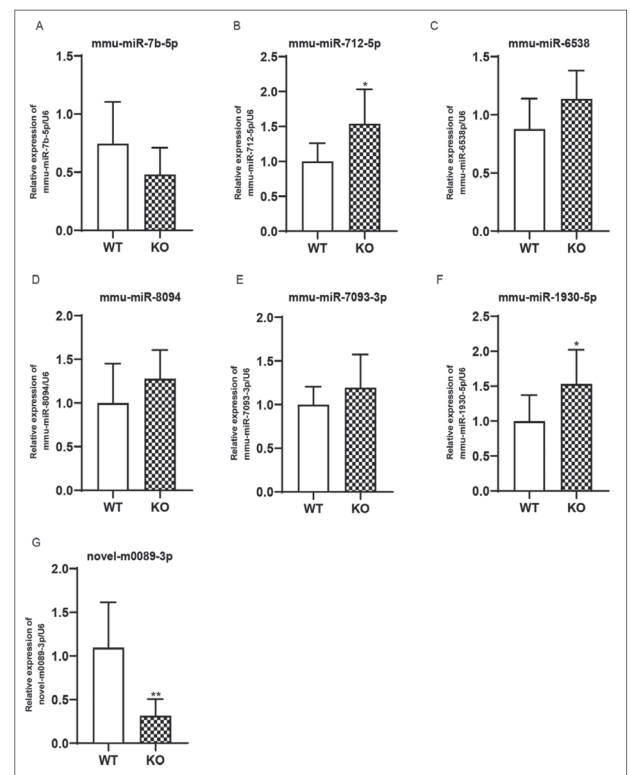 A
mmu-miR-7b-5p
Relative expression of
mmu-miR-7b-5p/U6
1.5
1.0
0.5
0.0
WT KO
B
mmu-miR-712-5p
Relative expression of
mmu-miR-712-5p/U6
2.5
2.0
1.5
1.0
0.5
0.0
*
WT KO
C
mmu-miR-6538
Relative expression of
mmu-miR-6538p/U6
1.5
1.0
0.5
0.0
WT KO
D
mmu-miR-8094
Relative expression of
mmu-miR-8094/U6
2.0
1.5
1.0
0.5
0.0
WT KO
E
mmu-miR-7093-3p
Relative expression of
mmu-miR-7093-3p/U6
2.0
1.5
1.0
0.5
0.0
WT KO
F
mmu-miR-1930-5p
Relative expression of
mmu-miR-1930-5p/U6
2.5
2.0
1.5
1.0
0.5
0.0
*
WT KO
G
novel-m0089-3p
Relative expression of
novel-m0089-3p/U6
2.0
1.5
1.0
0.5
0.0
**
WT KO